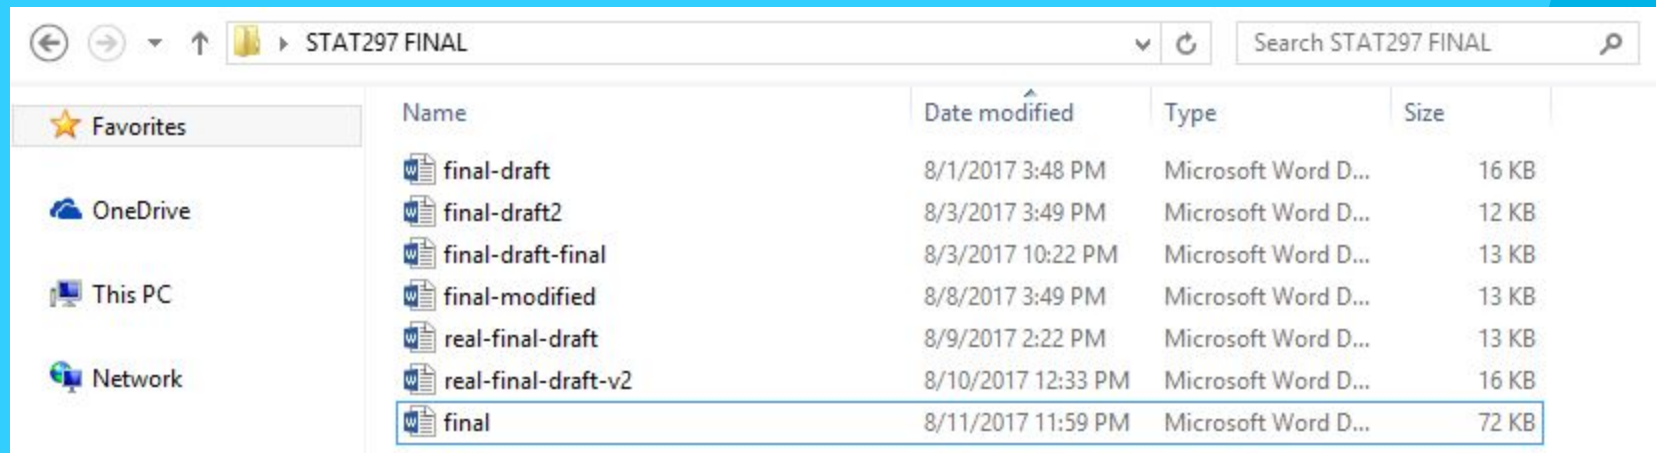 STAT297 FINAL Search STAT297 FINAL
Favorites Name Date modified Type Size
final-draft 8/1/2017 3:48 PM Microsoft Word D... 16 KB
OneDrive final-draft2 8/3/2017 3:49 PM Microsoft Word D... 12 KB
final-draft-final 8/3/2017 10:22 PM Microsoft Word D... 13 KB
This PC final-modified 8/8/2017 3:49 PM Microsoft Word D... 13 KB
real-final-draft 8/9/2017 2:22 PM Microsoft Word D... 13 KB
Network real-final-draft-v2 8/10/2017 12:33 PM Microsoft Word D... 16 KB
final 8/11/2017 11:59 PM Microsoft Word D... 72 KB